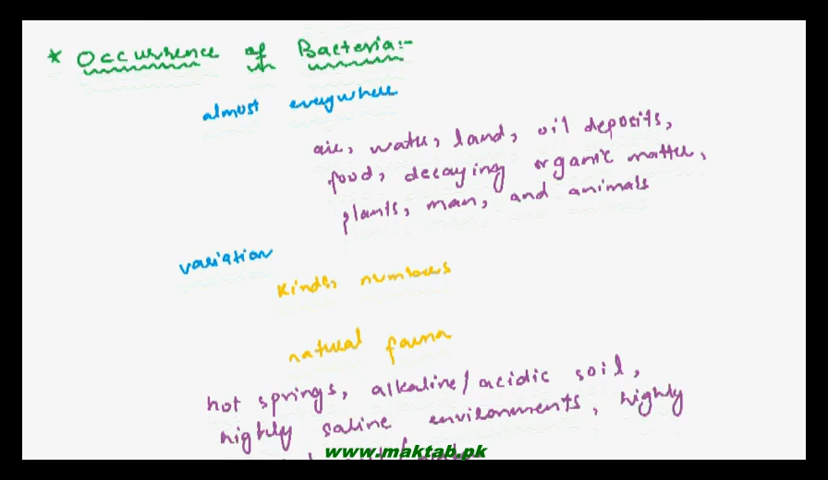 * Occurrence of Bacteria:-
almost everywhere
air, water, land, oil deposits,
food, decaying organic matter,
plants, man, and animals
variation
kinds, numbers
natural fauna
hot springs, alkaline/acidic soil,
highly saline environments, highly
www.maktab.pk